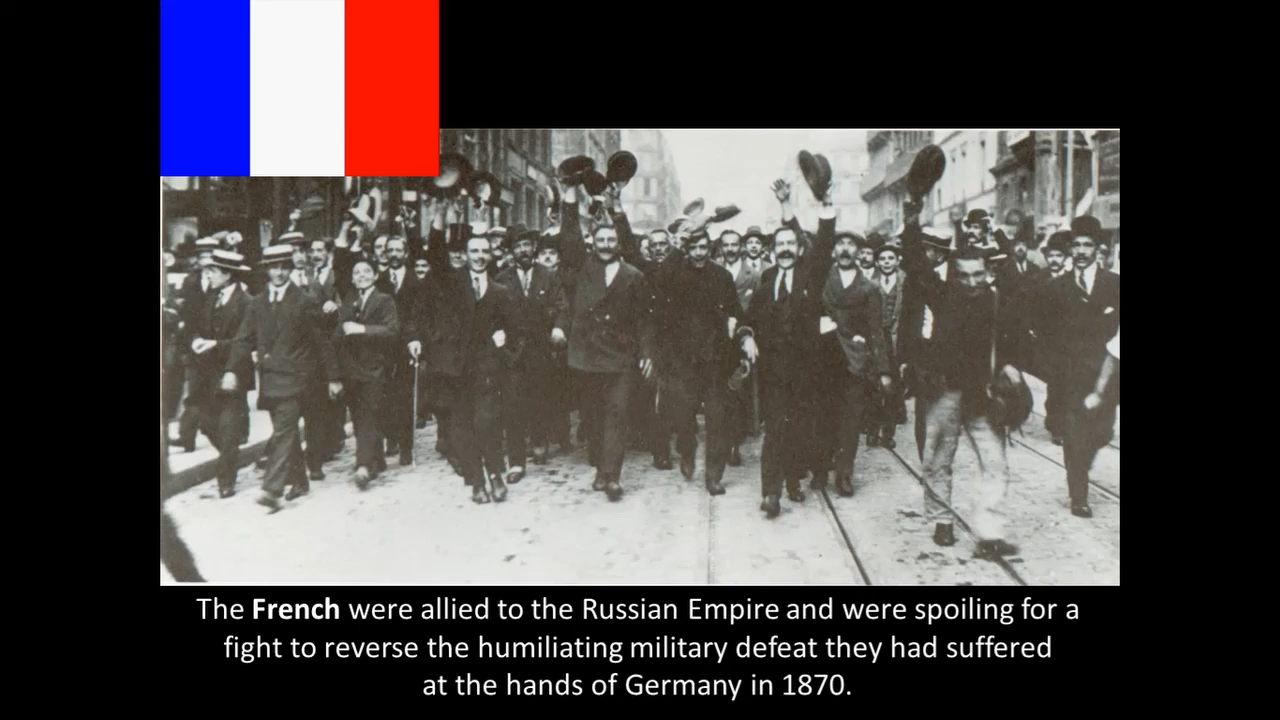 The French were allied to the Russian Empire and were spoiling for a
fight to reverse the humiliating military defeat they had suffered
at the hands of Germany in 1870.